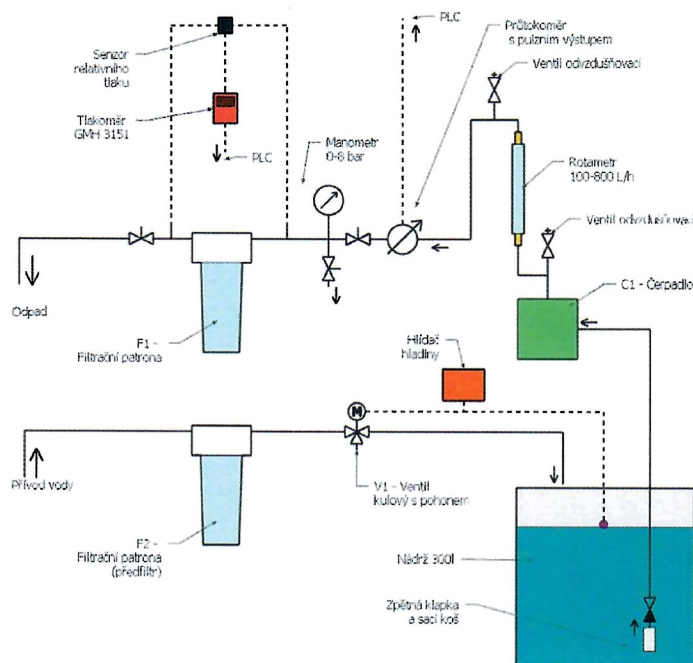 Senzor
relativního
tlaku
PLC
Průtokoměr
s pulzním výstupem
Ventil odvzdušňovací
Tlakoměr
GMH 3151
PLC
Manometr
0-8 bar
Rotametr
100-800 L/h
Ventil odvzdušňovací
Odpad
F1 -
Filtrační patrona
C1 - Čerpadlo
Hlídač
hladiny
M
Přívod vody
V1 - Ventil
kulový s pohonem
F2 -
Filtrační patrona
(předfiltr)
Nádrž 300l
Zpětná klapka
a sací koš